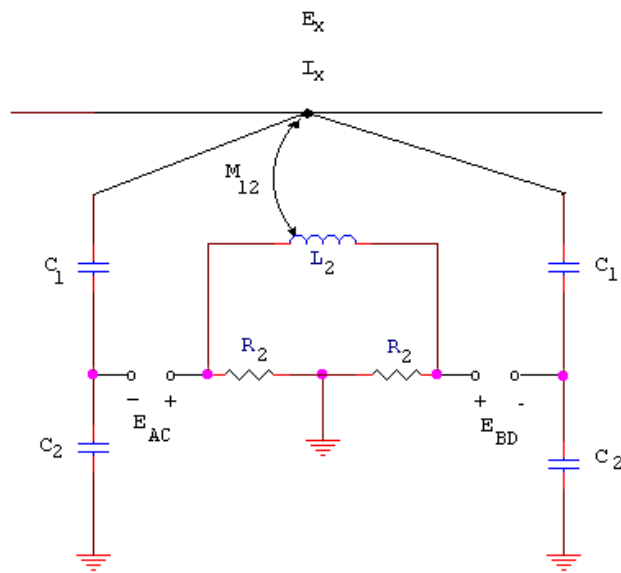 Ex
Ix
M12
L2
C1
C1
R2
R2
− +
EAC
+ -
EBD
C2
C2